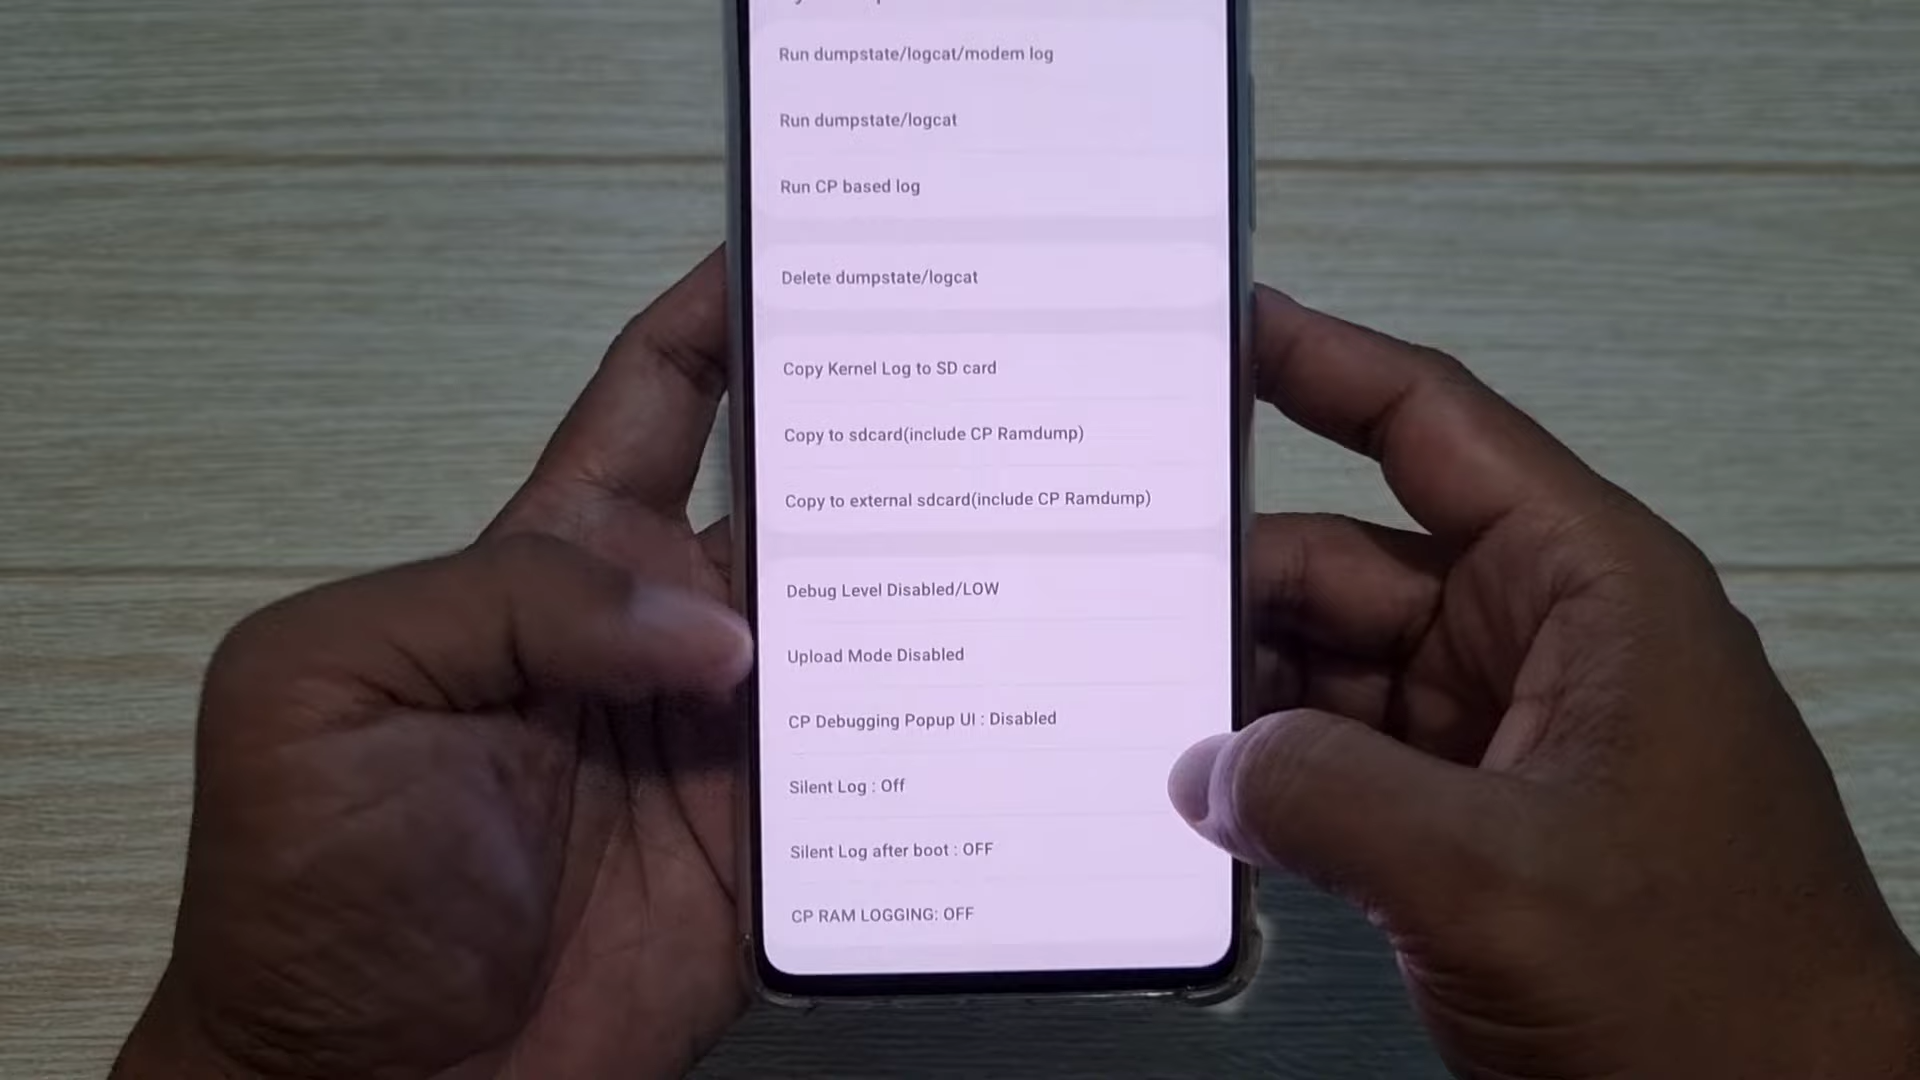 Run dumpstate/logcat/modem log
Run dumpstate/logcat
Run CP based log
Delete dumpstate/logcat
Copy Kernel Log to SD card
Copy to sdcard(include CP Ramdump)
Copy to external sdcard(include CP Ramdump)
Debug Level Disabled/LOW
Upload Mode Disabled
CP Debugging Popup UI : Disabled
Silent Log : Off
Silent Log after boot : OFF
CP RAM LOGGING: OFF